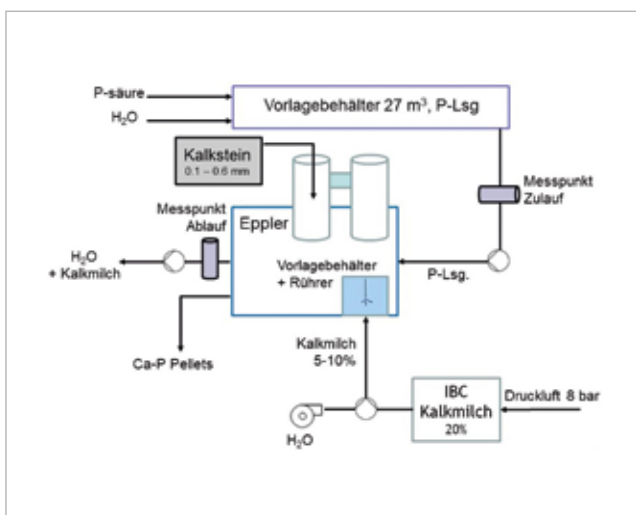 P-säure
H₂O
Vorlagebehälter 27 m³, P-Lsg
Kalkstein
0.1 – 0.6 mm
Messpunkt
Zulauf
Messpunkt
Ablauf
Eppler
H₂O
+ Kalkmilch
Vorlagebehälter
+ Rührer
P-Lsg.
Ca-P Pellets
Kalkmilch
5-10%
IBC
Kalkmilch
20%
Druckluft 8 bar
H₂O